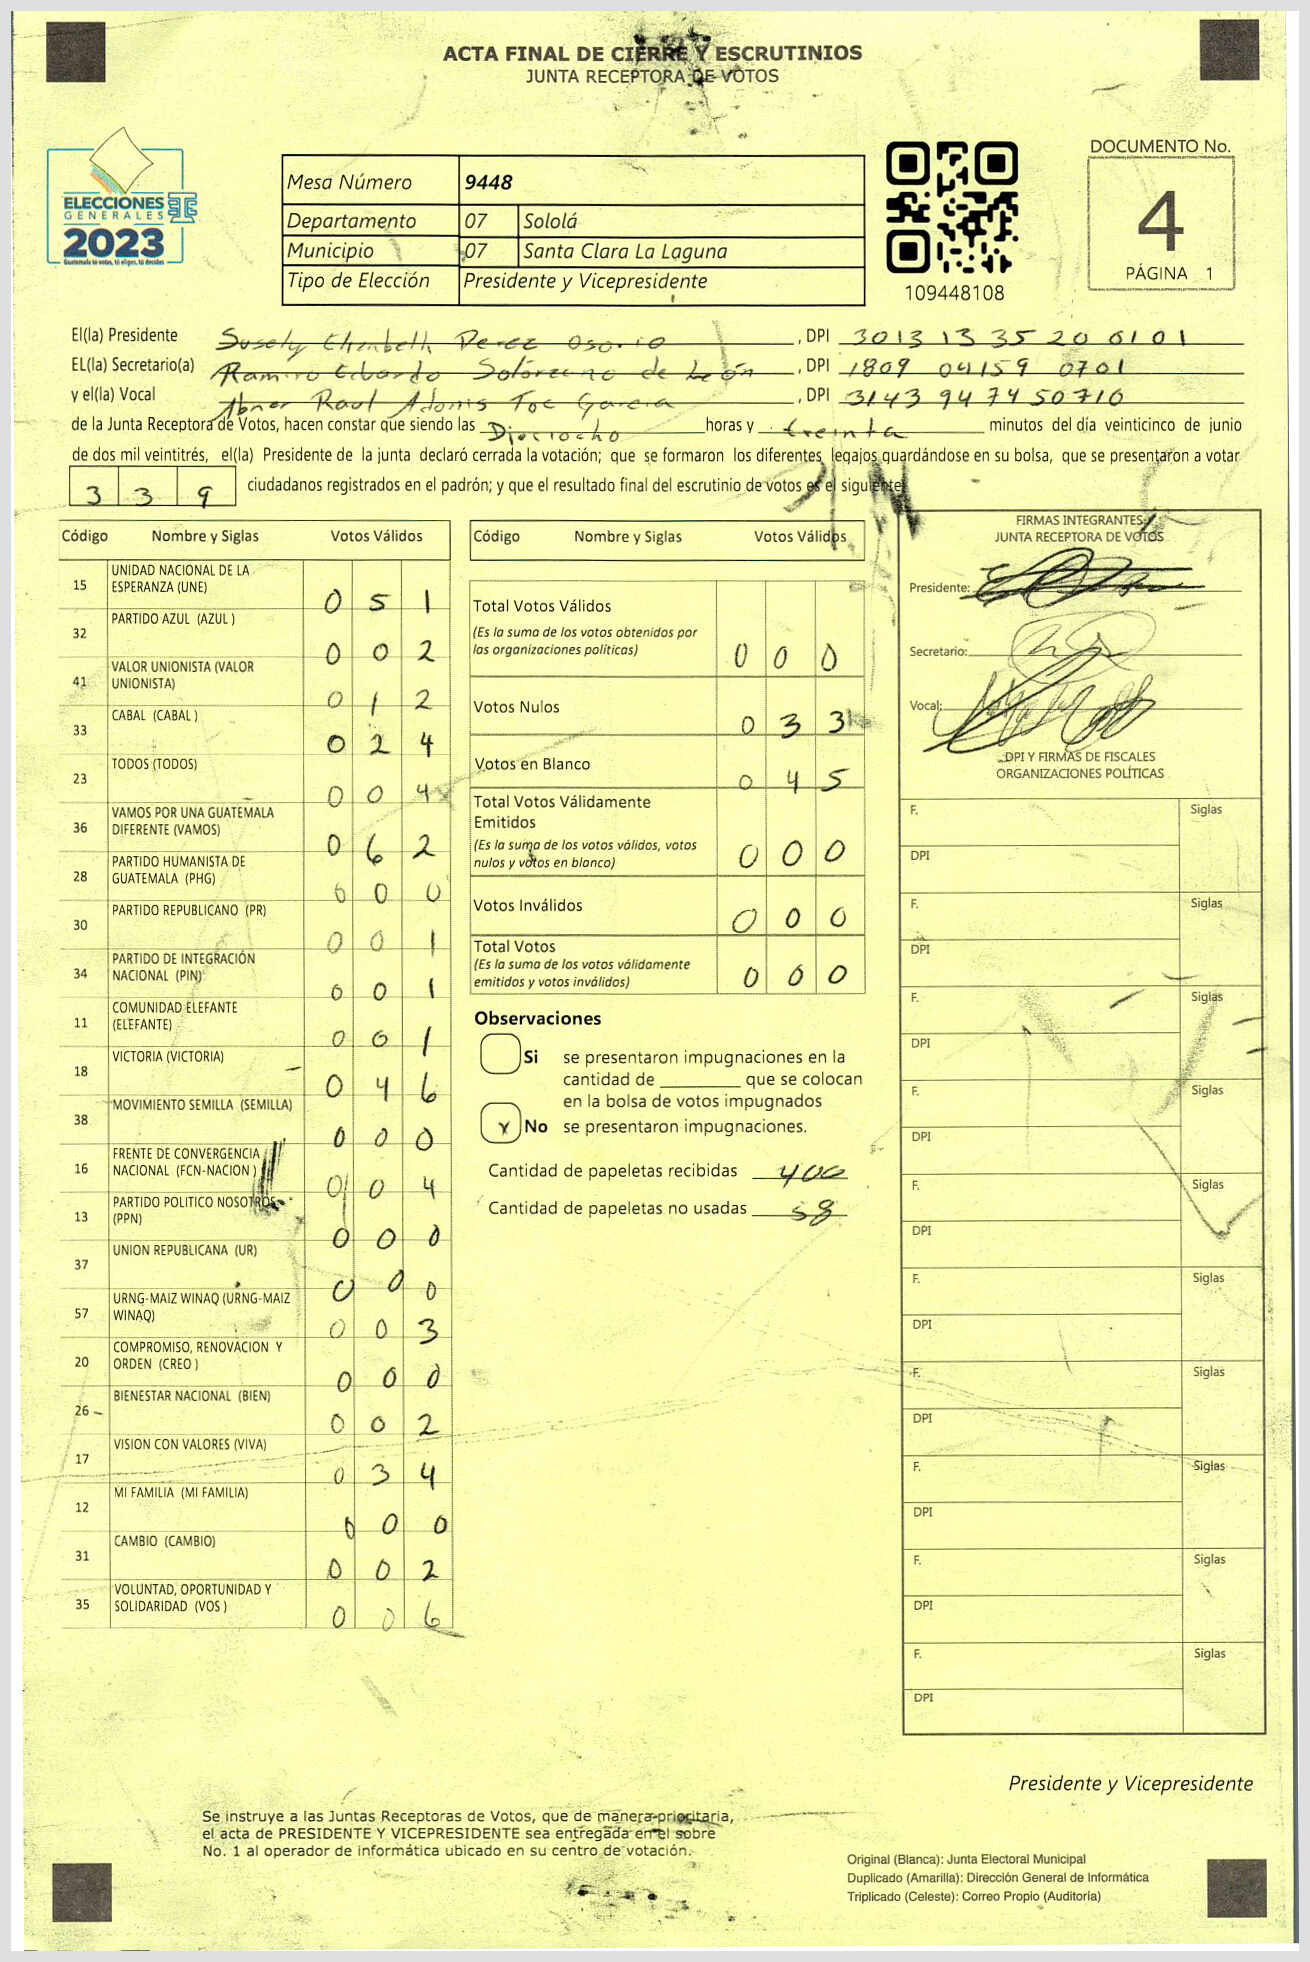 ACTA FINAL DE CIERRE Y ESCRUTINIOS
JUNTA RECEPTORA DE VOTOS
ELECCIONES
GENERALES
2023
Guatemala tú votas, tú eliges, tú decides
Mesa Número 9448
Departamento 07 Sololá
Municipio 07 Santa Clara La Laguna
Tipo de Elección Presidente y Vicepresidente
109448108
DOCUMENTO No.
4
PÁGINA 1
El(la) Presidente Susely Elizabeth Perez Osorio, DPI 3013 13 35 20 0101
EL(la) Secretario(a) Ramiro Eduardo Solórzano de León, DPI 1809 04159 0701
y el(la) Vocal Abner Raul Adonis Toc Garcia, DPI 3143 947450710
de la Junta Receptora de Votos, hacen constar que siendo las Dieciocho horas y treinta minutos del día veinticinco de junio
de dos mil veintitrés, el(la) Presidente de la junta declaró cerrada la votación; que se formaron los diferentes legajos guardándose en su bolsa, que se presentaron a votar
3 3 9 ciudadanos registrados en el padrón; y que el resultado final del escrutinio de votos es el siguiente:
Código Nombre y Siglas Votos Válidos
15 UNIDAD NACIONAL DE LA ESPERANZA (UNE) 0 5 1
32 PARTIDO AZUL (AZUL ) 0 0 2
41 VALOR UNIONISTA (VALOR UNIONISTA) 0 1 2
33 CABAL (CABAL ) 0 2 4
23 TODOS (TODOS) 0 0 4
36 VAMOS POR UNA GUATEMALA DIFERENTE (VAMOS) 0 6 2
28 PARTIDO HUMANISTA DE GUATEMALA (PHG) 0 0 0
30 PARTIDO REPUBLICANO (PR) 0 0 1
34 PARTIDO DE INTEGRACIÓN NACIONAL (PIN) 0 0 1
11 COMUNIDAD ELEFANTE (ELEFANTE) 0 0 1
18 VICTORIA (VICTORIA) 0 4 6
38 MOVIMIENTO SEMILLA (SEMILLA) 0 0 0
16 FRENTE DE CONVERGENCIA NACIONAL (FCN-NACION ) 0 0 4
13 PARTIDO POLITICO NOSOTROS (PPN) 0 0 0
37 UNION REPUBLICANA (UR) 0 0 0
57 URNG-MAIZ WINAQ (URNG-MAIZ WINAQ) 0 0 3
20 COMPROMISO, RENOVACION Y ORDEN (CREO ) 0 0 0
26 BIENESTAR NACIONAL (BIEN) 0 0 2
17 VISION CON VALORES (VIVA) 0 3 4
12 MI FAMILIA (MI FAMILIA) 0 0 0
31 CAMBIO (CAMBIO) 0 0 2
35 VOLUNTAD, OPORTUNIDAD Y SOLIDARIDAD (VOS ) 0 0 6
Código Nombre y Siglas Votos Válidos
Total Votos Válidos 0 0 0
(Es la suma de los votos obtenidos por
las organizaciones políticas)
Votos Nulos 0 3 3
Votos en Blanco 0 4 5
Total Votos Válidamente
Emitidos
(Es la suma de los votos válidos, votos
nulos y votos en blanco) 0 0 0
Votos Inválidos 0 0 0
Total Votos
(Es la suma de los votos válidamente
emitidos y votos inválidos) 0 0 0
Observaciones
Si se presentaron impugnaciones en la
cantidad de ________ que se colocan
en la bolsa de votos impugnados
x No se presentaron impugnaciones.
Cantidad de papeletas recibidas 400
Cantidad de papeletas no usadas 58
FIRMAS INTEGRANTES
JUNTA RECEPTORA DE VOTOS
Presidente:
Secretario:
Vocal:
DPI Y FIRMAS DE FISCALES
ORGANIZACIONES POLÍTICAS
F. Siglas
DPI
F. Siglas
DPI
F. Siglas
DPI
F. Siglas
DPI
F. Siglas
DPI
F. Siglas
DPI
F. Siglas
DPI
F. Siglas
DPI
F. Siglas
DPI
F. Siglas
DPI
Presidente y Vicepresidente
Se instruye a las Juntas Receptoras de Votos, que de manera prioritaria,
el acta de PRESIDENTE Y VICEPRESIDENTE sea entregada en el sobre
No. 1 al operador de informática ubicado en su centro de votación.
Original (Blanca): Junta Electoral Municipal
Duplicado (Amarilla): Dirección General de Informática
Triplicado (Celeste): Correo Propio (Auditoría)